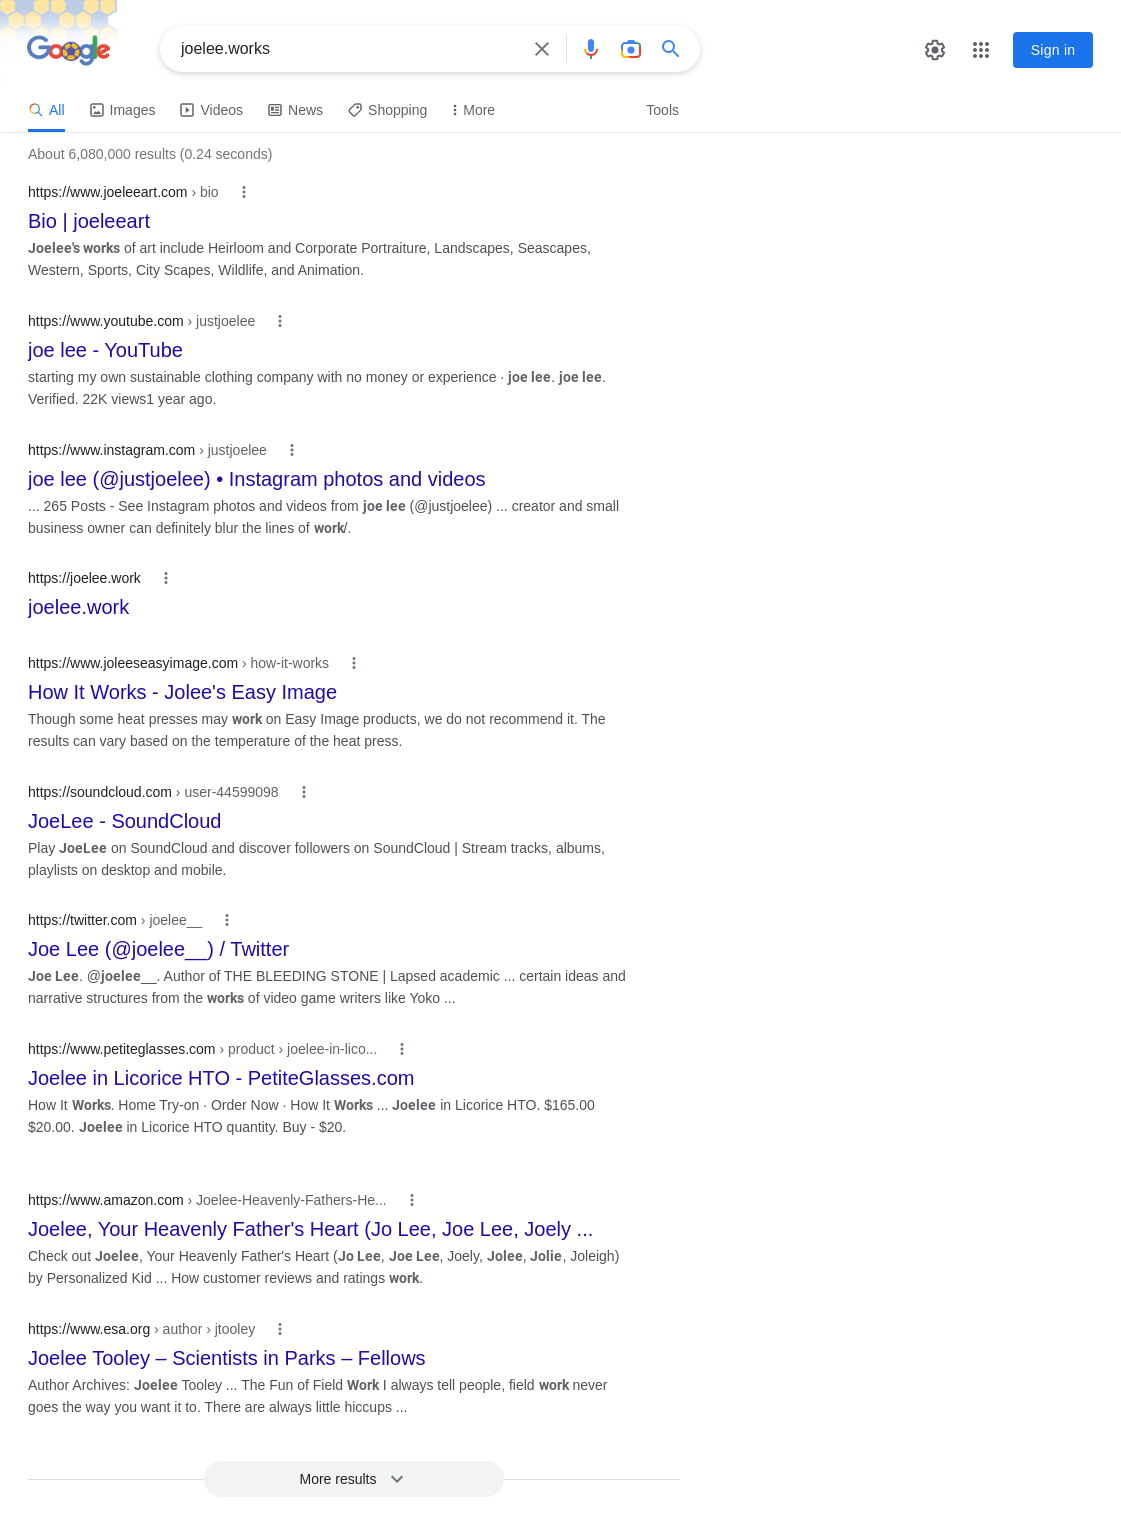 Google
joelee.works
Sign in
All Images Videos News Shopping More Tools
About 6,080,000 results (0.24 seconds)
https://www.joeleeart.com › bio
Bio | joeleeart
Joelee's works of art include Heirloom and Corporate Portraiture, Landscapes, Seascapes,
Western, Sports, City Scapes, Wildlife, and Animation.
https://www.youtube.com › justjoelee
joe lee - YouTube
starting my own sustainable clothing company with no money or experience · joe lee. joe lee.
Verified. 22K views1 year ago.
https://www.instagram.com › justjoelee
joe lee (@justjoelee) • Instagram photos and videos
... 265 Posts - See Instagram photos and videos from joe lee (@justjoelee) ... creator and small
business owner can definitely blur the lines of work/.
https://joelee.work
joelee.work
https://www.joleeseasyimage.com › how-it-works
How It Works - Jolee's Easy Image
Though some heat presses may work on Easy Image products, we do not recommend it. The
results can vary based on the temperature of the heat press.
https://soundcloud.com › user-44599098
JoeLee - SoundCloud
Play JoeLee on SoundCloud and discover followers on SoundCloud | Stream tracks, albums,
playlists on desktop and mobile.
https://twitter.com › joelee__
Joe Lee (@joelee__) / Twitter
Joe Lee. @joelee__. Author of THE BLEEDING STONE | Lapsed academic ... certain ideas and
narrative structures from the works of video game writers like Yoko ...
https://www.petiteglasses.com › product › joelee-in-lico...
Joelee in Licorice HTO - PetiteGlasses.com
How It Works. Home Try-on · Order Now · How It Works ... Joelee in Licorice HTO. $165.00
$20.00. Joelee in Licorice HTO quantity. Buy - $20.
https://www.amazon.com › Joelee-Heavenly-Fathers-He...
Joelee, Your Heavenly Father's Heart (Jo Lee, Joe Lee, Joely ...
Check out Joelee, Your Heavenly Father's Heart (Jo Lee, Joe Lee, Joely, Jolee, Jolie, Joleigh)
by Personalized Kid ... How customer reviews and ratings work.
https://www.esa.org › author › jtooley
Joelee Tooley – Scientists in Parks – Fellows
Author Archives: Joelee Tooley ... The Fun of Field Work I always tell people, field work never
goes the way you want it to. There are always little hiccups ...
More results